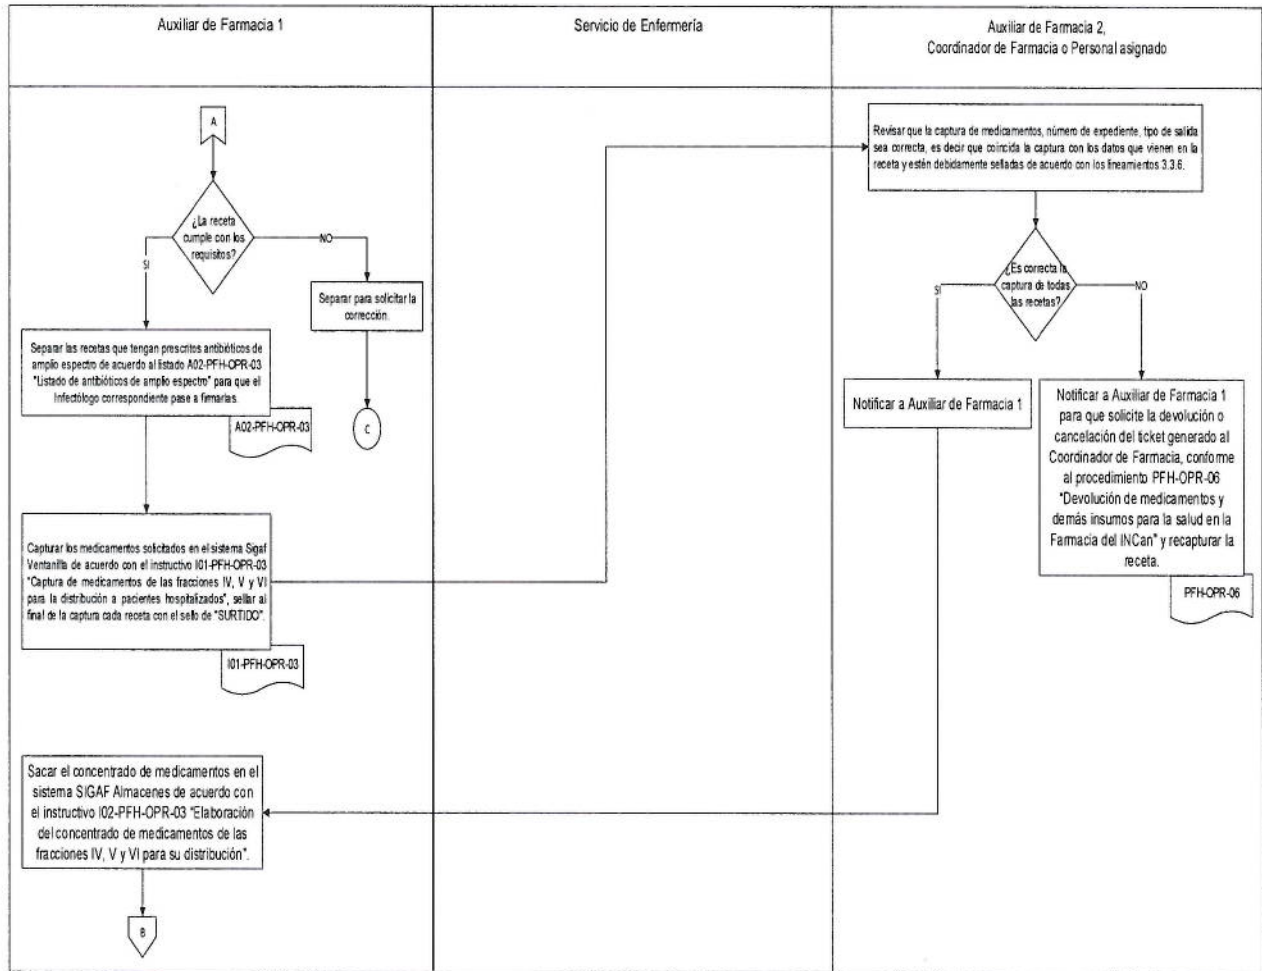 Auxiliar de Farmacia 1
Servicio de Enfermería
Auxiliar de Farmacia 2,
Coordinador de Farmacia o Personal asignado
A
¿La receta
cumple con los
requisitos?
SI
NO
Separar para solicitar la
corrección.
Separar las recetas que tengan prescritos antibióticos de
amplio espectro de acuerdo al listado A02-PFH-OPR-03
"Listado de antibióticos de amplio espectro" para que el
Infectólogo correspondiente pase a firmarlas.
A02-PFH-OPR-03
C
Capturar los medicamentos solicitados en el sistema Sigaf
Ventanilla de acuerdo con el instructivo I01-PFH-OPR-03
"Captura de medicamentos de las fracciones IV, V y VI
para la distribución a pacientes hospitalizados", sellar al
final de la captura cada receta con el sello de "SURTIDO".
I01-PFH-OPR-03
Sacar el concentrado de medicamentos en el
sistema SIGAF Almacenes de acuerdo con
el instructivo I02-PFH-OPR-03 "Elaboración
del concentrado de medicamentos de las
fracciones IV, V y VI para su distribución".
B
Revisar que la captura de medicamentos, número de expediente, tipo de salida
sea correcta, es decir que coincida la captura con los datos que vienen en la
receta y estén debidamente selladas de acuerdo con los lineamientos 3.3.6.
¿Es correcta la
captura de todas
las recetas?
SI
NO
Notificar a Auxiliar de Farmacia 1
Notificar a Auxiliar de Farmacia 1
para que solicite la devolución o
cancelación del ticket generado al
Coordinador de Farmacia, conforme
al procedimiento PFH-OPR-06
"Devolución de medicamentos y
demás insumos para la salud en la
Farmacia del INCan" y recapturar la
receta.
PFH-OPR-06